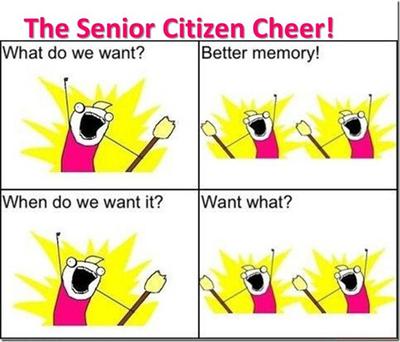 The Senior Citizen Cheer!
What do we want?
Better memory!
When do we want it?
Want what?